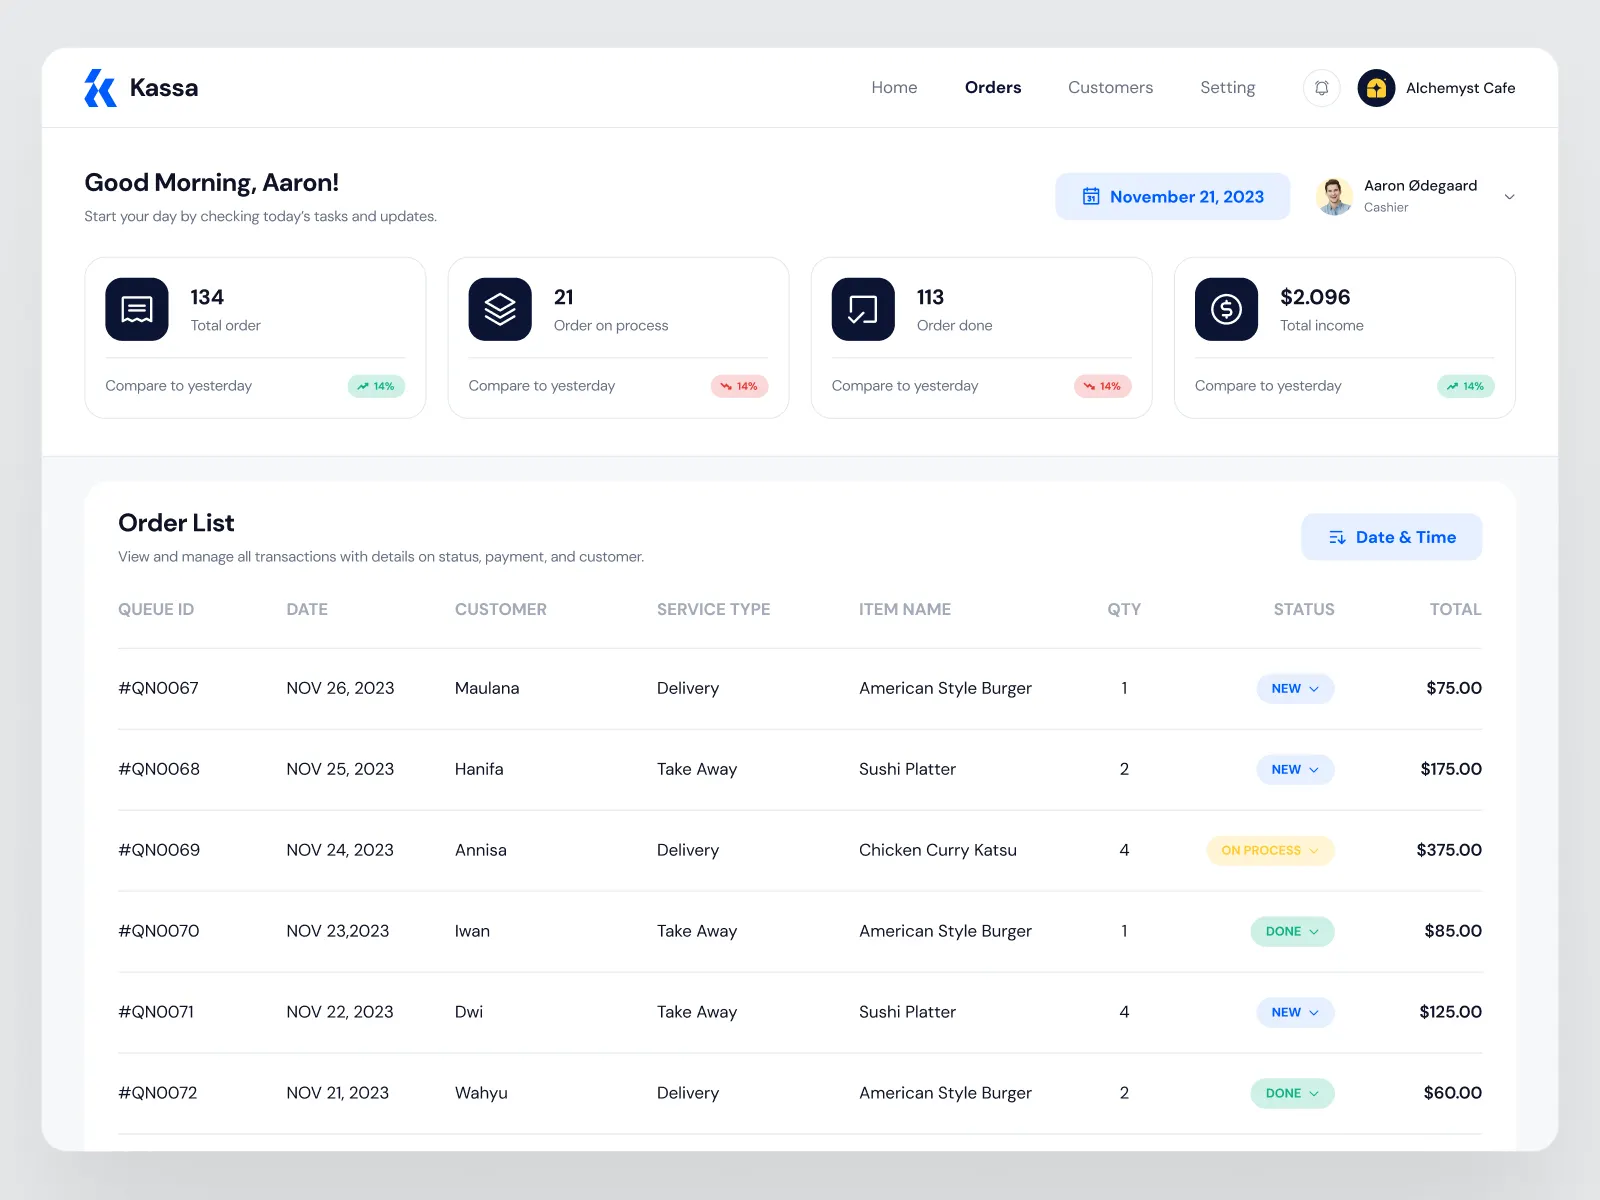 Kassa
Home Orders Customers Setting Alchemyst Cafe
Good Morning, Aaron!
Start your day by checking today's tasks and updates.
31 November 21, 2023
Aaron Ødegaard
Cashier
134
Total order
Compare to yesterday 14%
21
Order on process
Compare to yesterday 14%
113
Order done
Compare to yesterday 14%
$2.096
Total income
Compare to yesterday 14%
Order List
View and manage all transactions with details on status, payment, and customer.
Date & Time
QUEUE ID DATE CUSTOMER SERVICE TYPE ITEM NAME QTY STATUS TOTAL
#QN0067 NOV 26, 2023 Maulana Delivery American Style Burger 1 NEW $75.00
#QN0068 NOV 25, 2023 Hanifa Take Away Sushi Platter 2 NEW $175.00
#QN0069 NOV 24, 2023 Annisa Delivery Chicken Curry Katsu 4 ON PROCESS $375.00
#QN0070 NOV 23,2023 Iwan Take Away American Style Burger 1 DONE $85.00
#QN0071 NOV 22, 2023 Dwi Take Away Sushi Platter 4 NEW $125.00
#QN0072 NOV 21, 2023 Wahyu Delivery American Style Burger 2 DONE $60.00